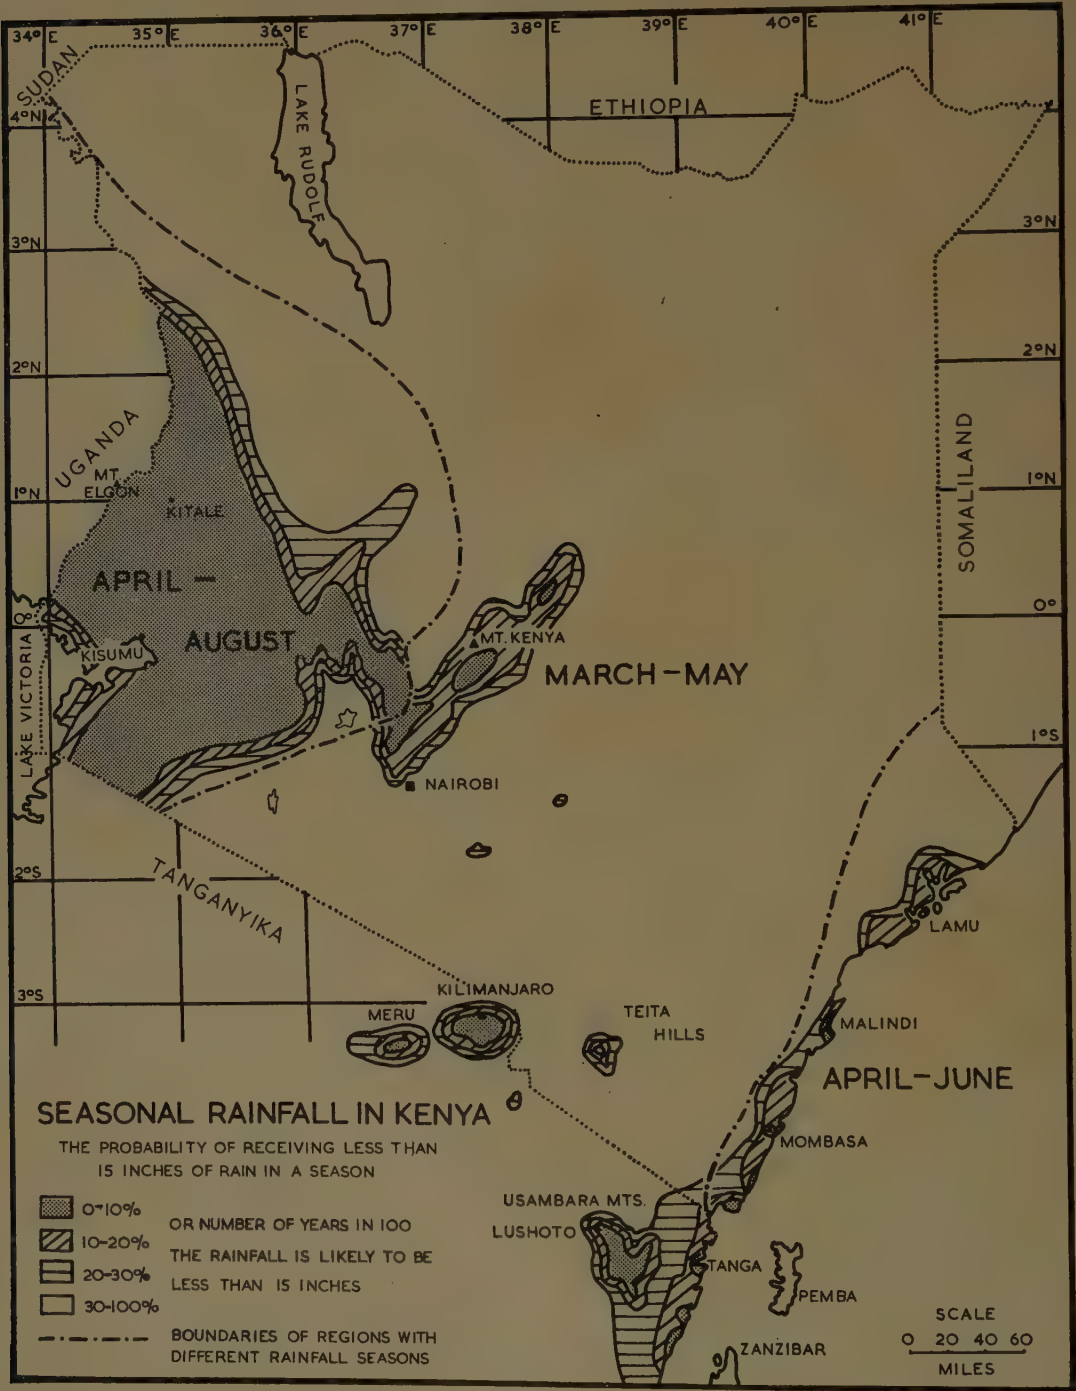 34° E 35° E 36° E 37° E 38° E 39° E 40° E 41° E
SUDAN
4°N
ETHIOPIA
LAKE RUDOLF
3°N 3°N
2°N 2°N
UGANDA
MT.
ELGON
1°N 1°N
KITALE
SOMALILAND
APRIL –
AUGUST
0° 0°
KISUMU
MT. KENYA
MARCH–MAY
LAKE VICTORIA
1°S
NAIROBI
2°S
TANGANYIKA
LAMU
3°S
KILIMANJARO
MERU
TEITA
HILLS
MALINDI
APRIL–JUNE
MOMBASA
USAMBARA MTS.
LUSHOTO
TANGA
PEMBA
ZANZIBAR
SEASONAL RAINFALL IN KENYA
THE PROBABILITY OF RECEIVING LESS THAN
15 INCHES OF RAIN IN A SEASON
0-10%
10-20%
20-30%
30-100%
OR NUMBER OF YEARS IN 100
THE RAINFALL IS LIKELY TO BE
LESS THAN 15 INCHES
BOUNDARIES OF REGIONS WITH
DIFFERENT RAINFALL SEASONS
SCALE
0 20 40 60
MILES